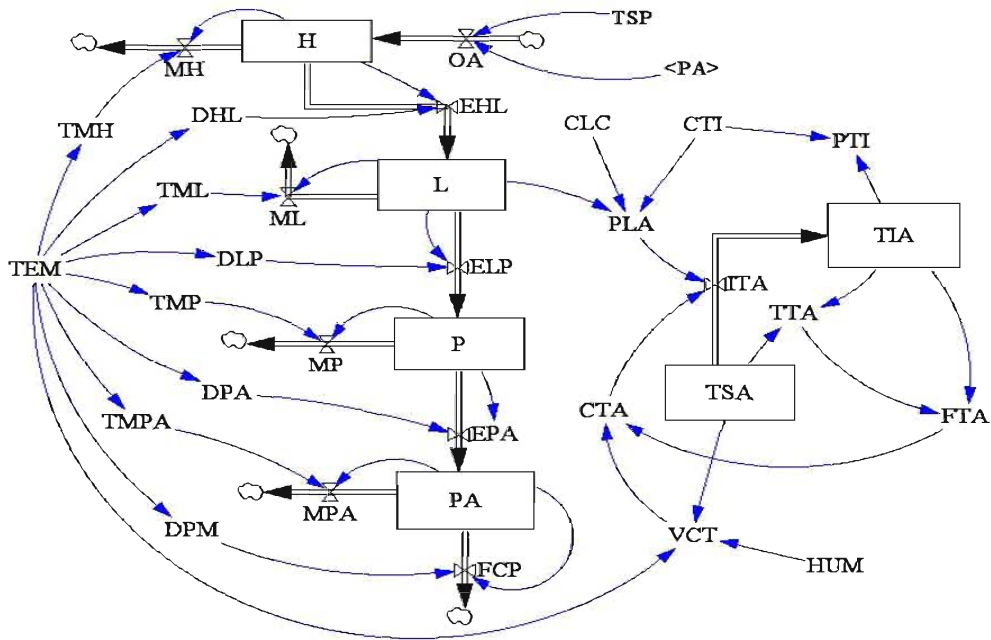 TSP
H
MH
OA
<PA>
DHL
EHL
TMH
CLC
CTI
PTI
TML
L
ML
PLA
TIA
TEM
DLP
ELP
ITA
TMP
TTA
P
MP
DPA
TSA
CTA
FTA
TMPA
EPA
PA
MPA
DPM
VCT
FCP
HUM